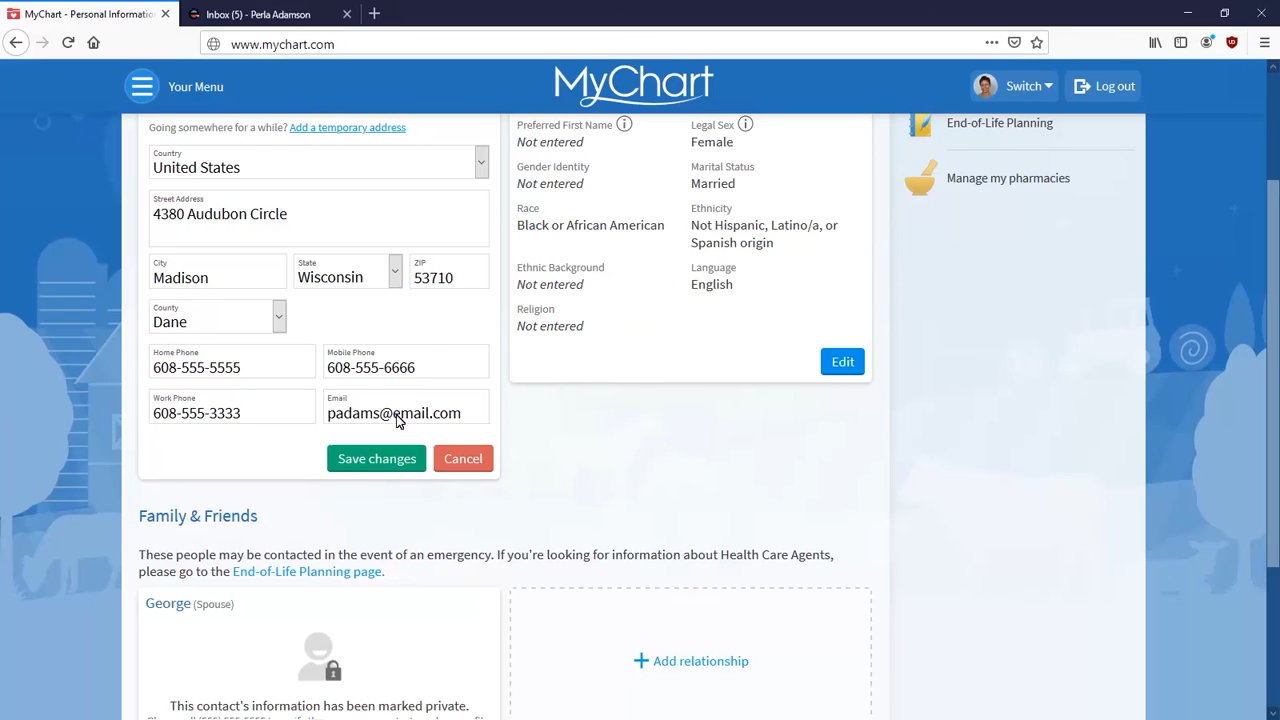 MyChart - Personal Informatio
Inbox (5) - Perla Adamson
www.mychart.com
Your Menu
MyChart
Switch
Log out
Going somewhere for a while? Add a temporary address
Country
United States
Street Address
4380 Audubon Circle
City
Madison
State
Wisconsin
ZIP
53710
County
Dane
Home Phone
608-555-5555
Mobile Phone
608-555-6666
Work Phone
608-555-3333
Email
padams@email.com
Save changes
Cancel
Preferred First Name
Not entered
Legal Sex
Female
Gender Identity
Not entered
Marital Status
Married
Race
Black or African American
Ethnicity
Not Hispanic, Latino/a, or
Spanish origin
Ethnic Background
Not entered
Language
English
Religion
Not entered
Edit
End-of-Life Planning
Manage my pharmacies
Family & Friends
These people may be contacted in the event of an emergency. If you're looking for information about Health Care Agents,
please go to the End-of-Life Planning page.
George (Spouse)
This contact's information has been marked private.
Add relationship